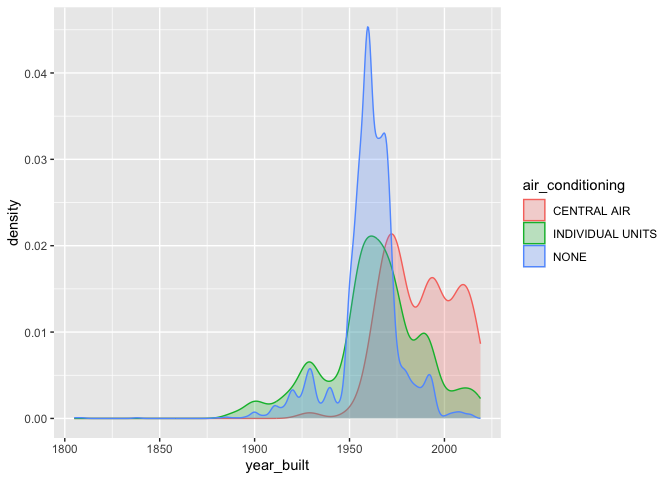 0.04
0.03
0.02
0.01
0.00
density
1800
1850
1900
1950
2000
year_built
air_conditioning
CENTRAL AIR
INDIVIDUAL UNITS
NONE